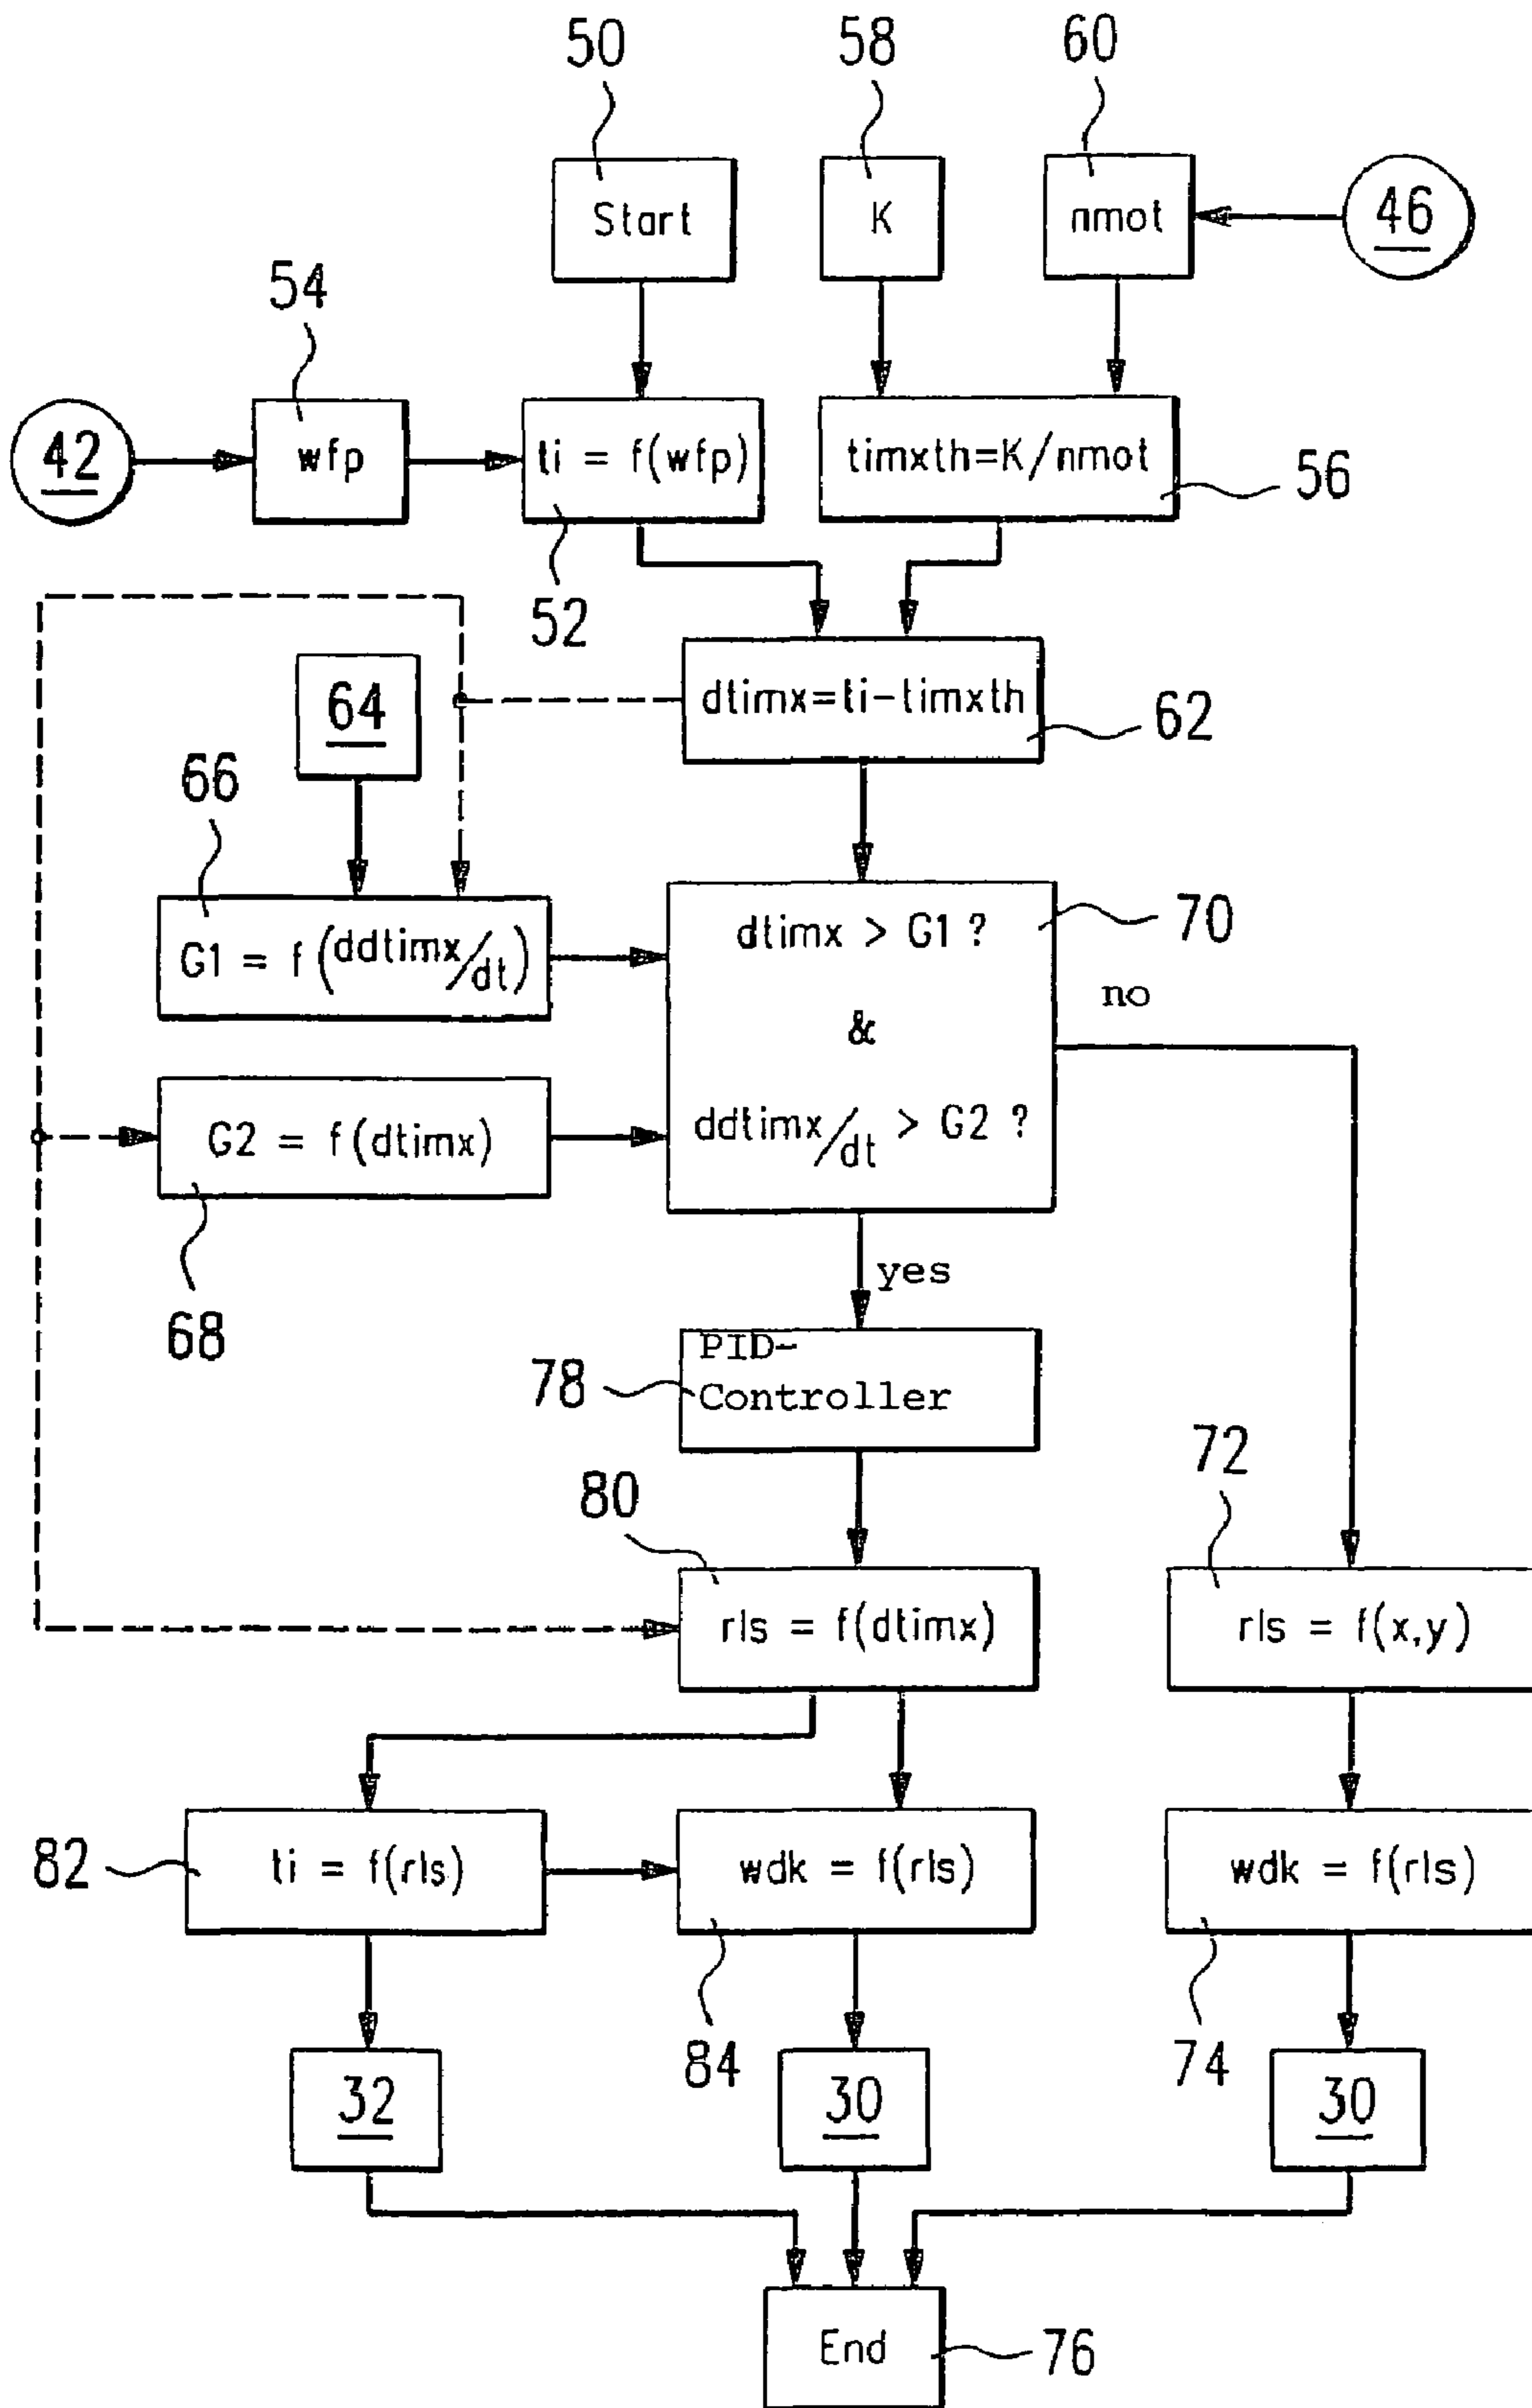 50
58
60
Start
K
nmot
46
54
42
wfp
ti = f(wfp)
timxth=K/nmot
56
52
64
dtimx=ti-timxth
62
66
G1 = f(ddtimx/dt)
dtimx > G1 ?
70
no
&
G2 = f(dtimx)
ddtimx/dt > G2 ?
68
yes
PID-
78
Controller
80
72
rls = f(dtimx)
rls = f(x,y)
82
ti = f(rls)
wdk = f(rls)
wdk = f(rls)
84
74
32
30
30
End
76